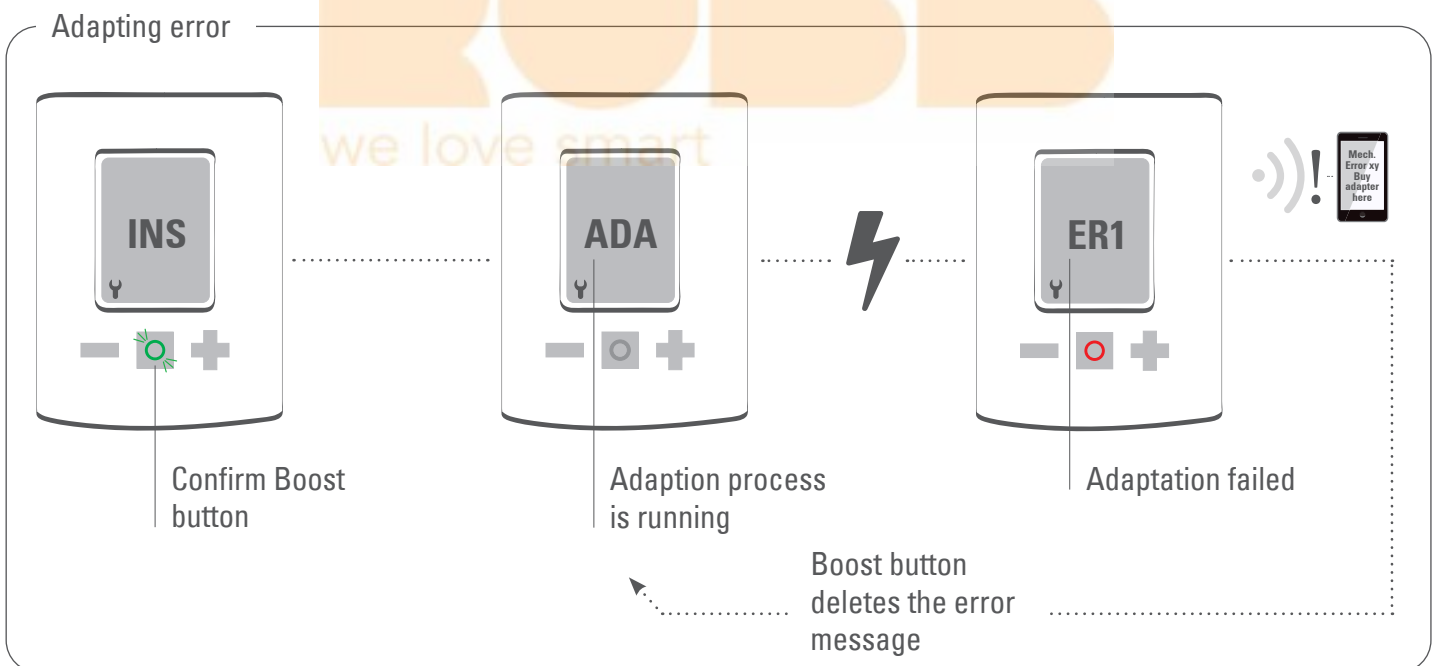 Adapting error
we love smart
INS
ADA
ER1
!
Mech.
Error xy
Buy
adapter
here
Confirm Boost
button
Adaption process
is running
Adaptation failed
Boost button
deletes the error
message